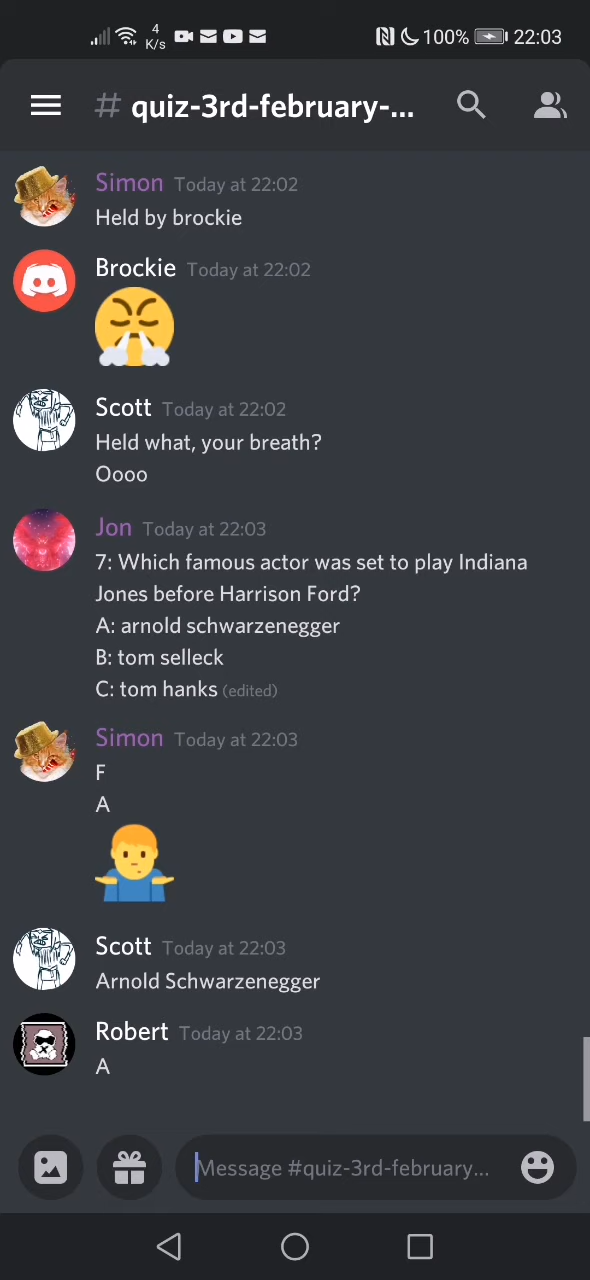 4
K/s
100%
22:03
# quiz-3rd-february-...
Simon Today at 22:02
Held by brockie
Brockie Today at 22:02
Scott Today at 22:02
Held what, your breath?
Oooo
Jon Today at 22:03
7: Which famous actor was set to play Indiana
Jones before Harrison Ford?
A: arnold schwarzenegger
B: tom selleck
C: tom hanks (edited)
Simon Today at 22:03
F
A
Scott Today at 22:03
Arnold Schwarzenegger
Robert Today at 22:03
A
Message #quiz-3rd-february...